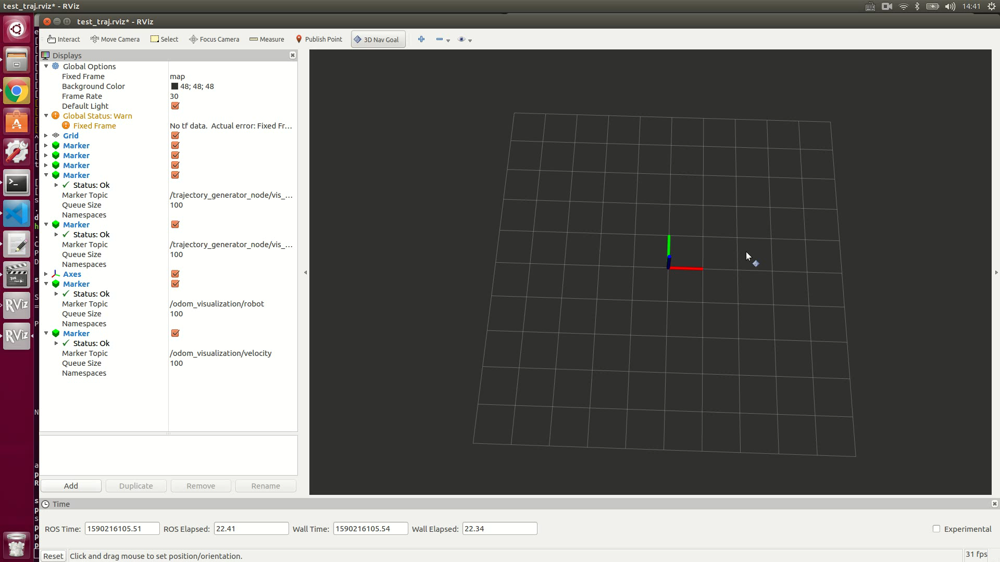 test_traj.rviz* - RViz
14:41
test_traj.rviz* - RViz
Interact Move Camera Select Focus Camera Measure Publish Point 3D Nav Goal
Displays
Global Options
Fixed Frame map
Background Color 48; 48; 48
Frame Rate 30
Default Light
Global Status: Warn
Fixed Frame No tf data.  Actual error: Fixed Fr...
Grid
Marker
Marker
Marker
Marker
Status: Ok
Marker Topic /trajectory_generator_node/vis_...
Queue Size 100
Namespaces
Marker
Status: Ok
Marker Topic /trajectory_generator_node/vis_...
Queue Size 100
Namespaces
Axes
Marker
Status: Ok
Marker Topic /odom_visualization/robot
Queue Size 100
Namespaces
Marker
Status: Ok
Marker Topic /odom_visualization/velocity
Queue Size 100
Namespaces
RViz
RViz
Add Duplicate Remove Rename
Time
ROS Time: 1590216105.51 ROS Elapsed: 22.41 Wall Time: 1590216105.54 Wall Elapsed: 22.34 Experimental
Reset Click and drag mouse to set position/orientation. 31 fps